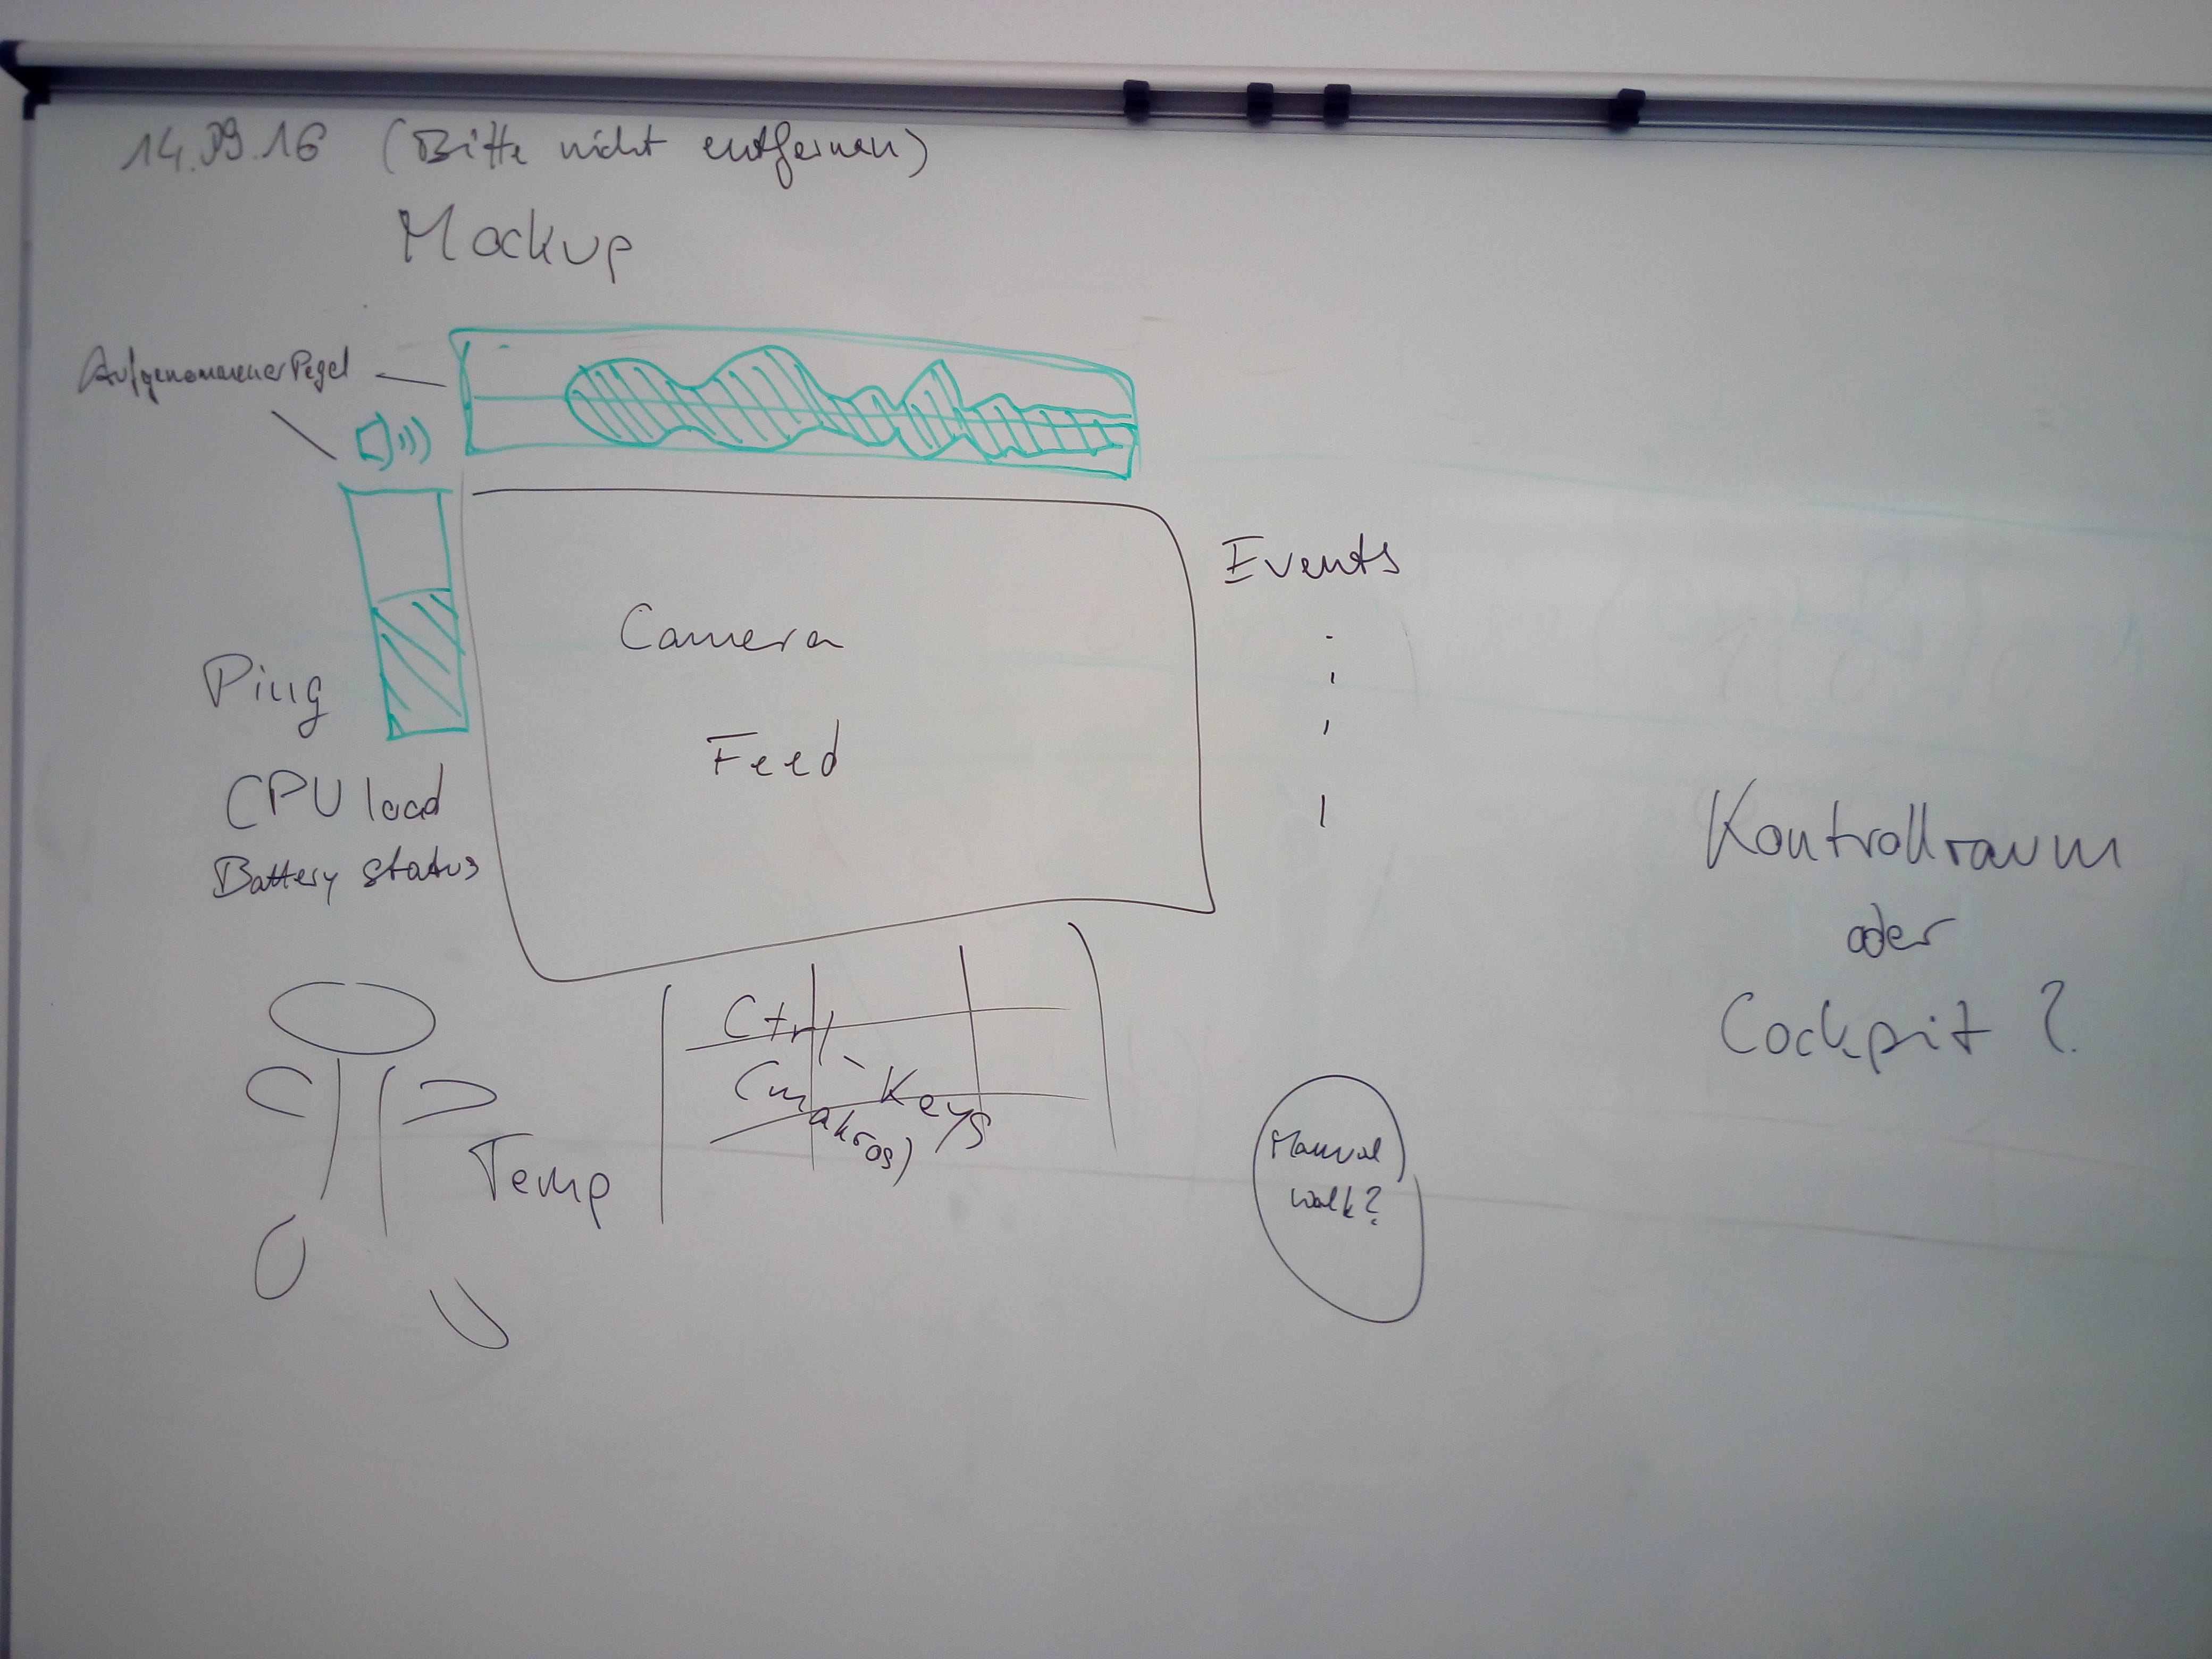 14.09.16 (Bitte nicht entfernen)
Mockup
Aufgenommener Pegel
Events
Camera
Feed
Ping
CPU load
Battery status
Kontrollraum
oder
Cockpit ?
Ctrl-Keys
(makros)
Temp
Manual
walk?